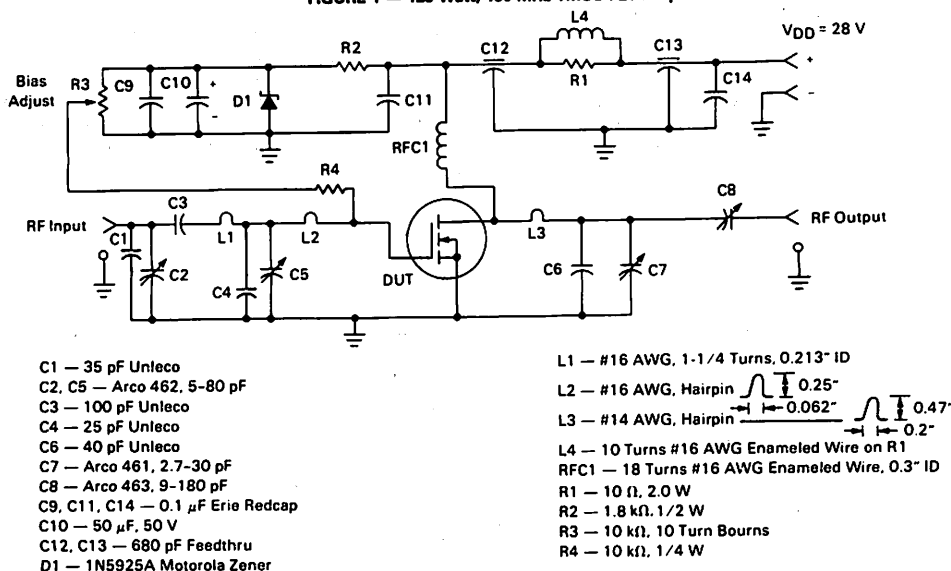 L4
VDD = 28 V
R2
C12
C13
+
Bias
Adjust
R3
C9
C10
+
-
D1
C11
R1
C14
-
RFC1
R4
C3
C8
RF Input
L1
L2
L3
RF Output
C1
C2
C4
C5
DUT
C6
C7
C1 — 35 pF Unleco
C2, C5 — Arco 462, 5-80 pF
C3 — 100 pF Unleco
C4 — 25 pF Unleco
C6 — 40 pF Unleco
C7 — Arco 461, 2.7-30 pF
C8 — Arco 463, 9-180 pF
C9, C11, C14 — 0.1 μF Erie Redcap
C10 — 50 μF, 50 V
C12, C13 — 680 pF Feedthru
D1 — 1N5925A Motorola Zener
L1 — #16 AWG, 1-1/4 Turns, 0.213" ID
L2 — #16 AWG, Hairpin 0.25"
0.062"
L3 — #14 AWG, Hairpin 0.47"
0.2"
L4 — 10 Turns #16 AWG Enameled Wire on R1
RFC1 — 18 Turns #16 AWG Enameled Wire, 0.3" ID
R1 — 10 Ω, 2.0 W
R2 — 1.8 kΩ, 1/2 W
R3 — 10 kΩ, 10 Turn Bourns
R4 — 10 kΩ, 1/4 W